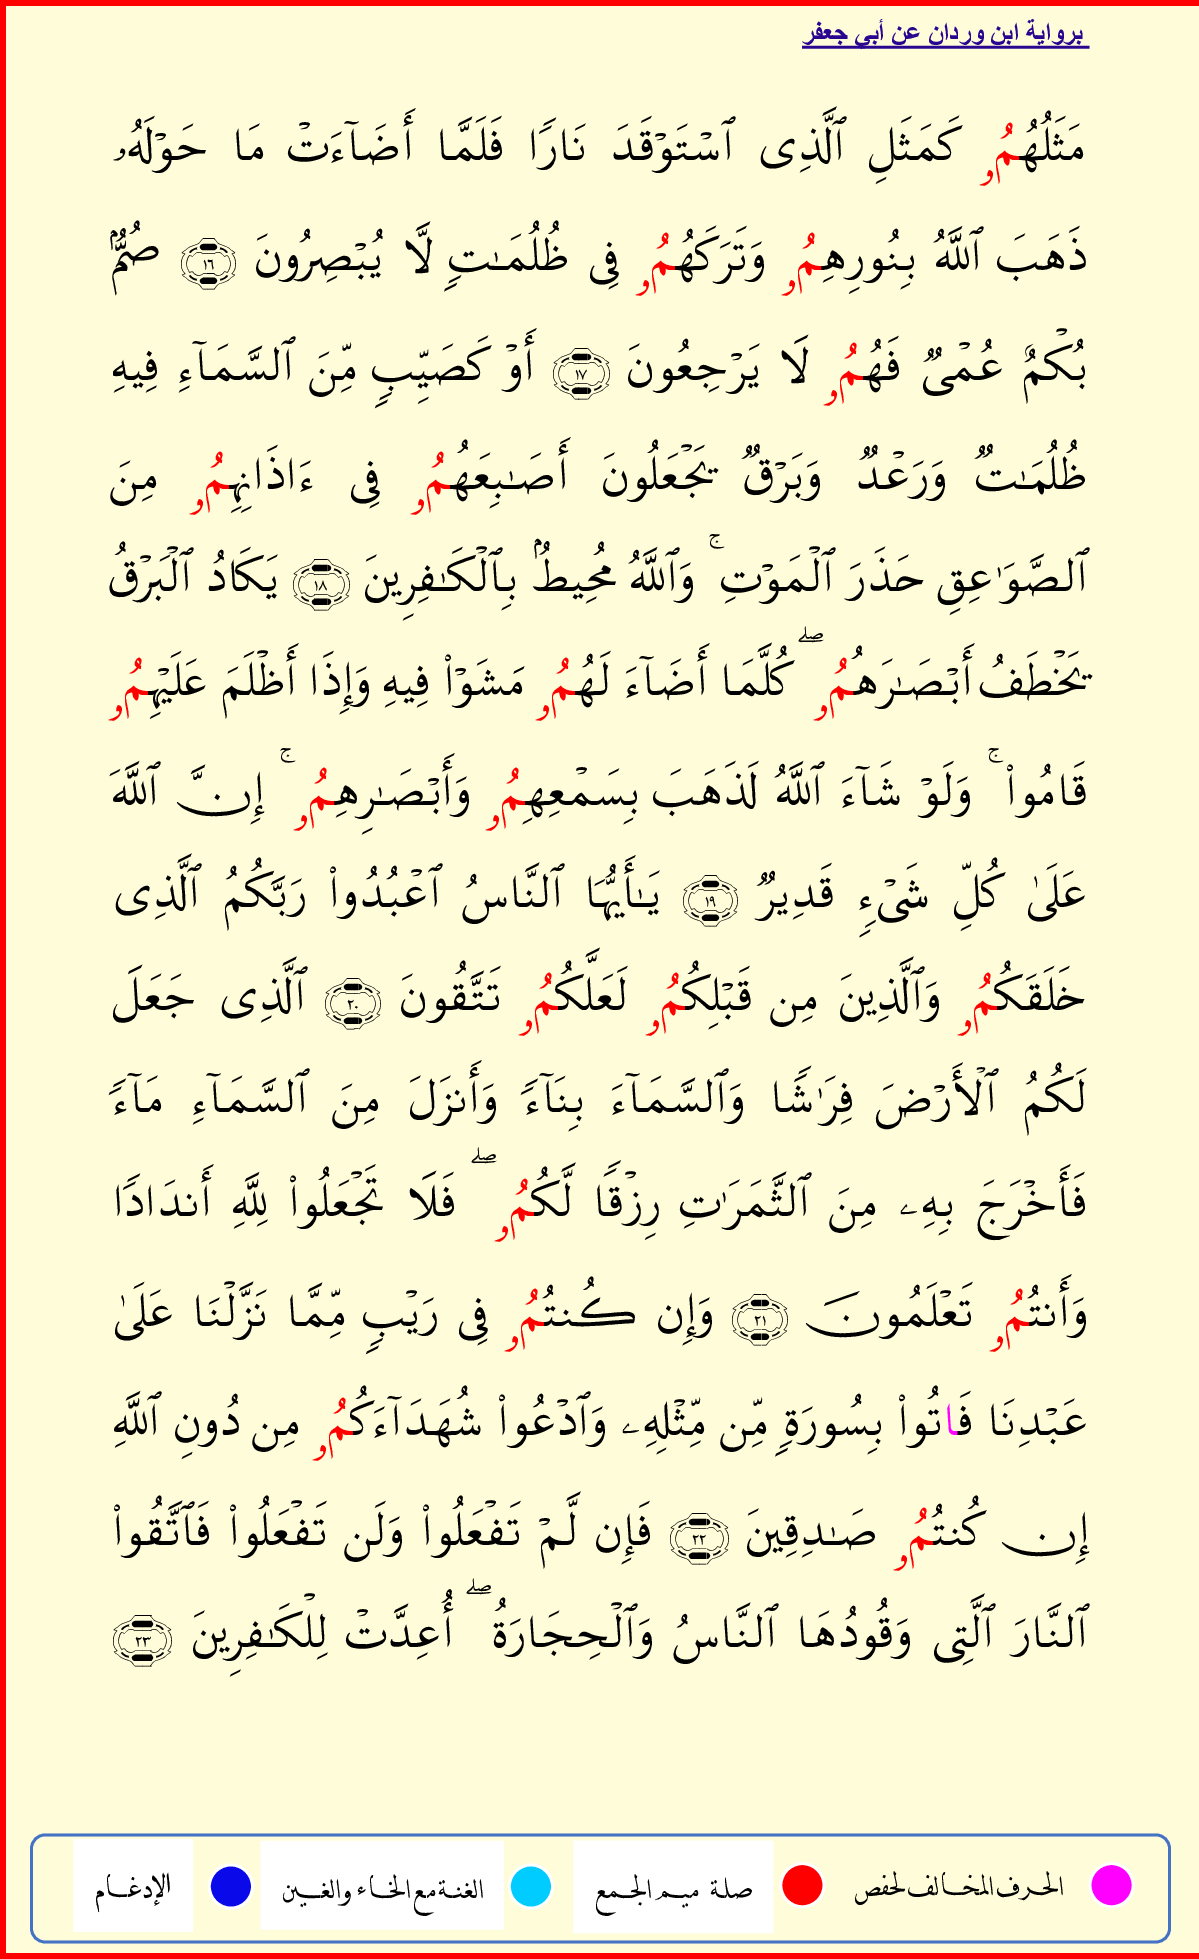 برواية ابن وردان عن أبي جعفر
مَثَلُهُمُۥ كَمَثَلِ ٱلَّذِى ٱسْتَوْقَدَ نَارًا فَلَمَّا أَضَآءَتْ مَا حَوْلَهُۥ
ذَهَبَ ٱللَّهُ بِنُورِهِمُۥ وَتَرَكَهُمُۥ فِى ظُلُمَـٰتٍ لَّا يُبْصِرُونَ ١٦ صُمٌّۢ
بُكْمٌ عُمْىٌ فَهُمُۥ لَا يَرْجِعُونَ ١٧ أَوْ كَصَيِّبٍ مِّنَ ٱلسَّمَآءِ فِيهِ
ظُلُمَـٰتٌ وَرَعْدٌ وَبَرْقٌ يَجْعَلُونَ أَصَـٰبِعَهُمُۥ فِى ءَاذَانِهِمُۥ مِنَ
ٱلصَّوَٰعِقِ حَذَرَ ٱلْمَوْتِ ۚ وَٱللَّهُ مُحِيطٌۢ بِٱلْكَـٰفِرِينَ ١٨ يَكَادُ ٱلْبَرْقُ
يَخْطَفُ أَبْصَـٰرَهُمُۥ ۖ كُلَّمَا أَضَآءَ لَهُمُۥ مَشَوْا۟ فِيهِ وَإِذَا أَظْلَمَ عَلَيْهِمُۥ
قَامُوا۟ ۚ وَلَوْ شَآءَ ٱللَّهُ لَذَهَبَ بِسَمْعِهِمُۥ وَأَبْصَـٰرِهِمُۥ ۚ إِنَّ ٱللَّهَ
عَلَىٰ كُلِّ شَىْءٍ قَدِيرٌ ١٩ يَـٰأَيُّهَا ٱلنَّاسُ ٱعْبُدُوا۟ رَبَّكُمُ ٱلَّذِى
خَلَقَكُمُۥ وَٱلَّذِينَ مِن قَبْلِكُمُۥ لَعَلَّكُمُۥ تَتَّقُونَ ٢٠ ٱلَّذِى جَعَلَ
لَكُمُ ٱلْأَرْضَ فِرَٰشًا وَٱلسَّمَآءَ بِنَآءً وَأَنزَلَ مِنَ ٱلسَّمَآءِ مَآءً
فَأَخْرَجَ بِهِۦ مِنَ ٱلثَّمَرَٰتِ رِزْقًا لَّكُمُۥ ۖ فَلَا تَجْعَلُوا۟ لِلَّهِ أَندَادًا
وَأَنتُمُۥ تَعْلَمُونَ ٢١ وَإِن كُنتُمُۥ فِى رَيْبٍ مِّمَّا نَزَّلْنَا عَلَىٰ
عَبْدِنَا فَاتُوا۟ بِسُورَةٍ مِّن مِّثْلِهِۦ وَٱدْعُوا۟ شُهَدَآءَكُمُۥ مِن دُونِ ٱللَّهِ
إِن كُنتُمُۥ صَـٰدِقِينَ ٢٢ فَإِن لَّمْ تَفْعَلُوا۟ وَلَن تَفْعَلُوا۟ فَٱتَّقُوا۟
ٱلنَّارَ ٱلَّتِى وَقُودُهَا ٱلنَّاسُ وَٱلْحِجَارَةُ ۖ أُعِدَّتْ لِلْكَـٰفِرِينَ ٢٣
الحرف المخالف لحفص صلة ميم الجمع الغنة مع الخاء والغين الإدغام